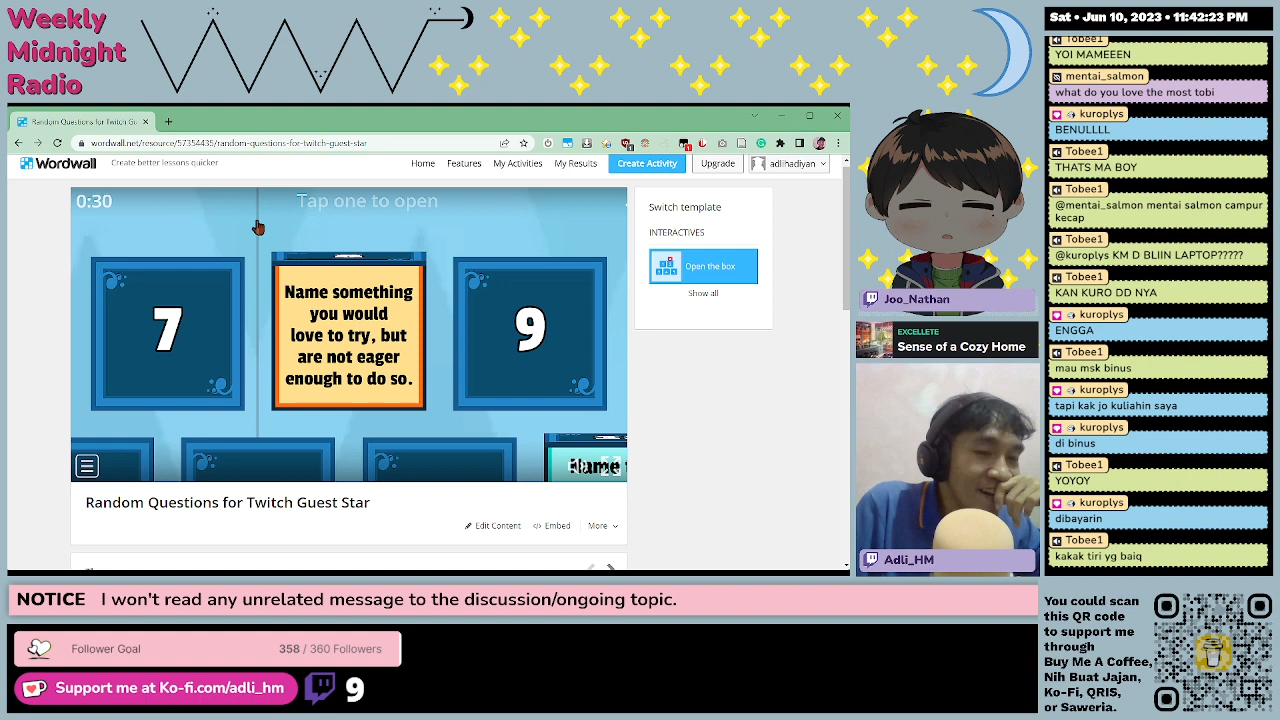 Weekly
Midnight
Radio
Sat • Jun 10, 2023 • 11:42:23 PM
Random Questions for Twitch Gu
wordwall.net/resource/57354435/random-questions-for-twitch-guest-star
Wordwall
Create better lessons quicker
Home
Features
My Activities
My Results
Create Activity
Upgrade
adlihadiyan
0:30
Tap one to open
7
Name something
you would
love to try, but
are not eager
enough to do so.
9
Name
Switch template
INTERACTIVES
Open the box
Show all
Random Questions for Twitch Guest Star
Edit Content
Embed
More
Joo_Nathan
EXCELLETE
Sense of a Cozy Home
Adli_HM
Tobee1
YOI MAMEEEN
mentai_salmon
what do you love the most tobi
kuroplys
BENULLLL
Tobee1
THATS MA BOY
Tobee1
@mentai_salmon mentai salmon campur
kecap
Tobee1
@kuroplys KM D BLIIN LAPTOP?????
Tobee1
KAN KURO DD NYA
kuroplys
ENGGA
Tobee1
mau msk binus
kuroplys
tapi kak jo kuliahin saya
kuroplys
di binus
Tobee1
YOYOY
kuroplys
dibayarin
Tobee1
kakak tiri yg baiq
NOTICE I won't read any unrelated message to the discussion/ongoing topic.
Follower Goal
358 / 360 Followers
Support me at Ko-fi.com/adli_hm
9
You could scan
this QR code
to support me
through
Buy Me A Coffee,
Nih Buat Jajan,
Ko-Fi, QRIS,
or Saweria.